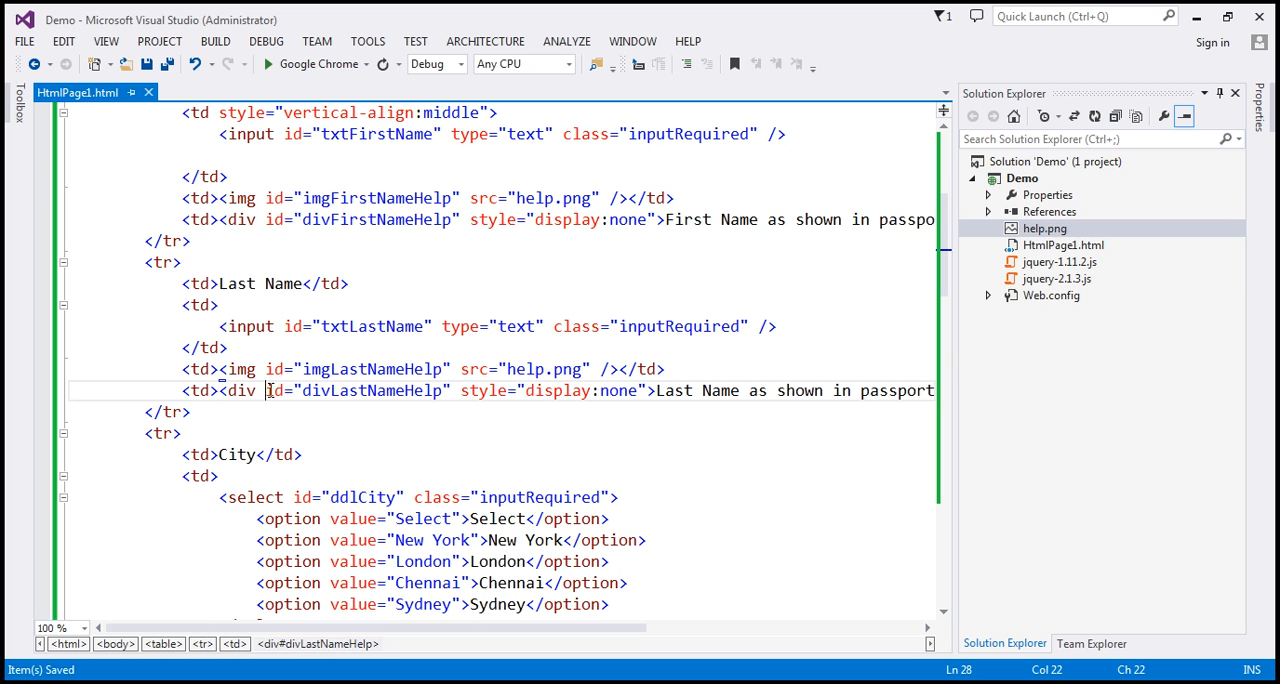 Demo - Microsoft Visual Studio (Administrator)
1
Quick Launch (Ctrl+Q)
FILE EDIT VIEW PROJECT BUILD DEBUG TEAM TOOLS TEST ARCHITECTURE ANALYZE WINDOW HELP
Sign in
Google Chrome Debug Any CPU
Toolbox
HtmlPage1.html
<td style="vertical-align:middle">
<input id="txtFirstName" type="text" class="inputRequired" />
</td>
<td><img id="imgFirstNameHelp" src="help.png" /></td>
<td><div id="divFirstNameHelp" style="display:none">First Name as shown in passpo
</tr>
<tr>
<td>Last Name</td>
<td>
<input id="txtLastName" type="text" class="inputRequired" />
</td>
<td><img id="imgLastNameHelp" src="help.png" /></td>
<td><div id="divLastNameHelp" style="display:none">Last Name as shown in passport
</tr>
<tr>
<td>City</td>
<td>
<select id="ddlCity" class="inputRequired">
<option value="Select">Select</option>
<option value="New York">New York</option>
<option value="London">London</option>
<option value="Chennai">Chennai</option>
<option value="Sydney">Sydney</option>
100 %
<html> <body> <table> <tr> <td> <div#divLastNameHelp>
Solution Explorer
Search Solution Explorer (Ctrl+;)
Solution 'Demo' (1 project)
Demo
Properties
References
help.png
HtmlPage1.html
jquery-1.11.2.js
jquery-2.1.3.js
Web.config
Solution Explorer Team Explorer
Properties
Item(s) Saved
Ln 28 Col 22 Ch 22 INS